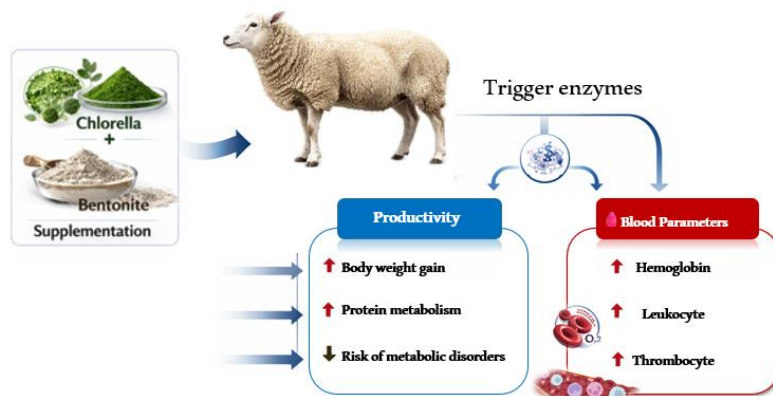 Chlorella
+
Bentonite
Supplementation
Trigger enzymes
Productivity
Body weight gain
Protein metabolism
Risk of metabolic disorders
Blood Parameters
Hemoglobin
Leukocyte
Thrombocyte